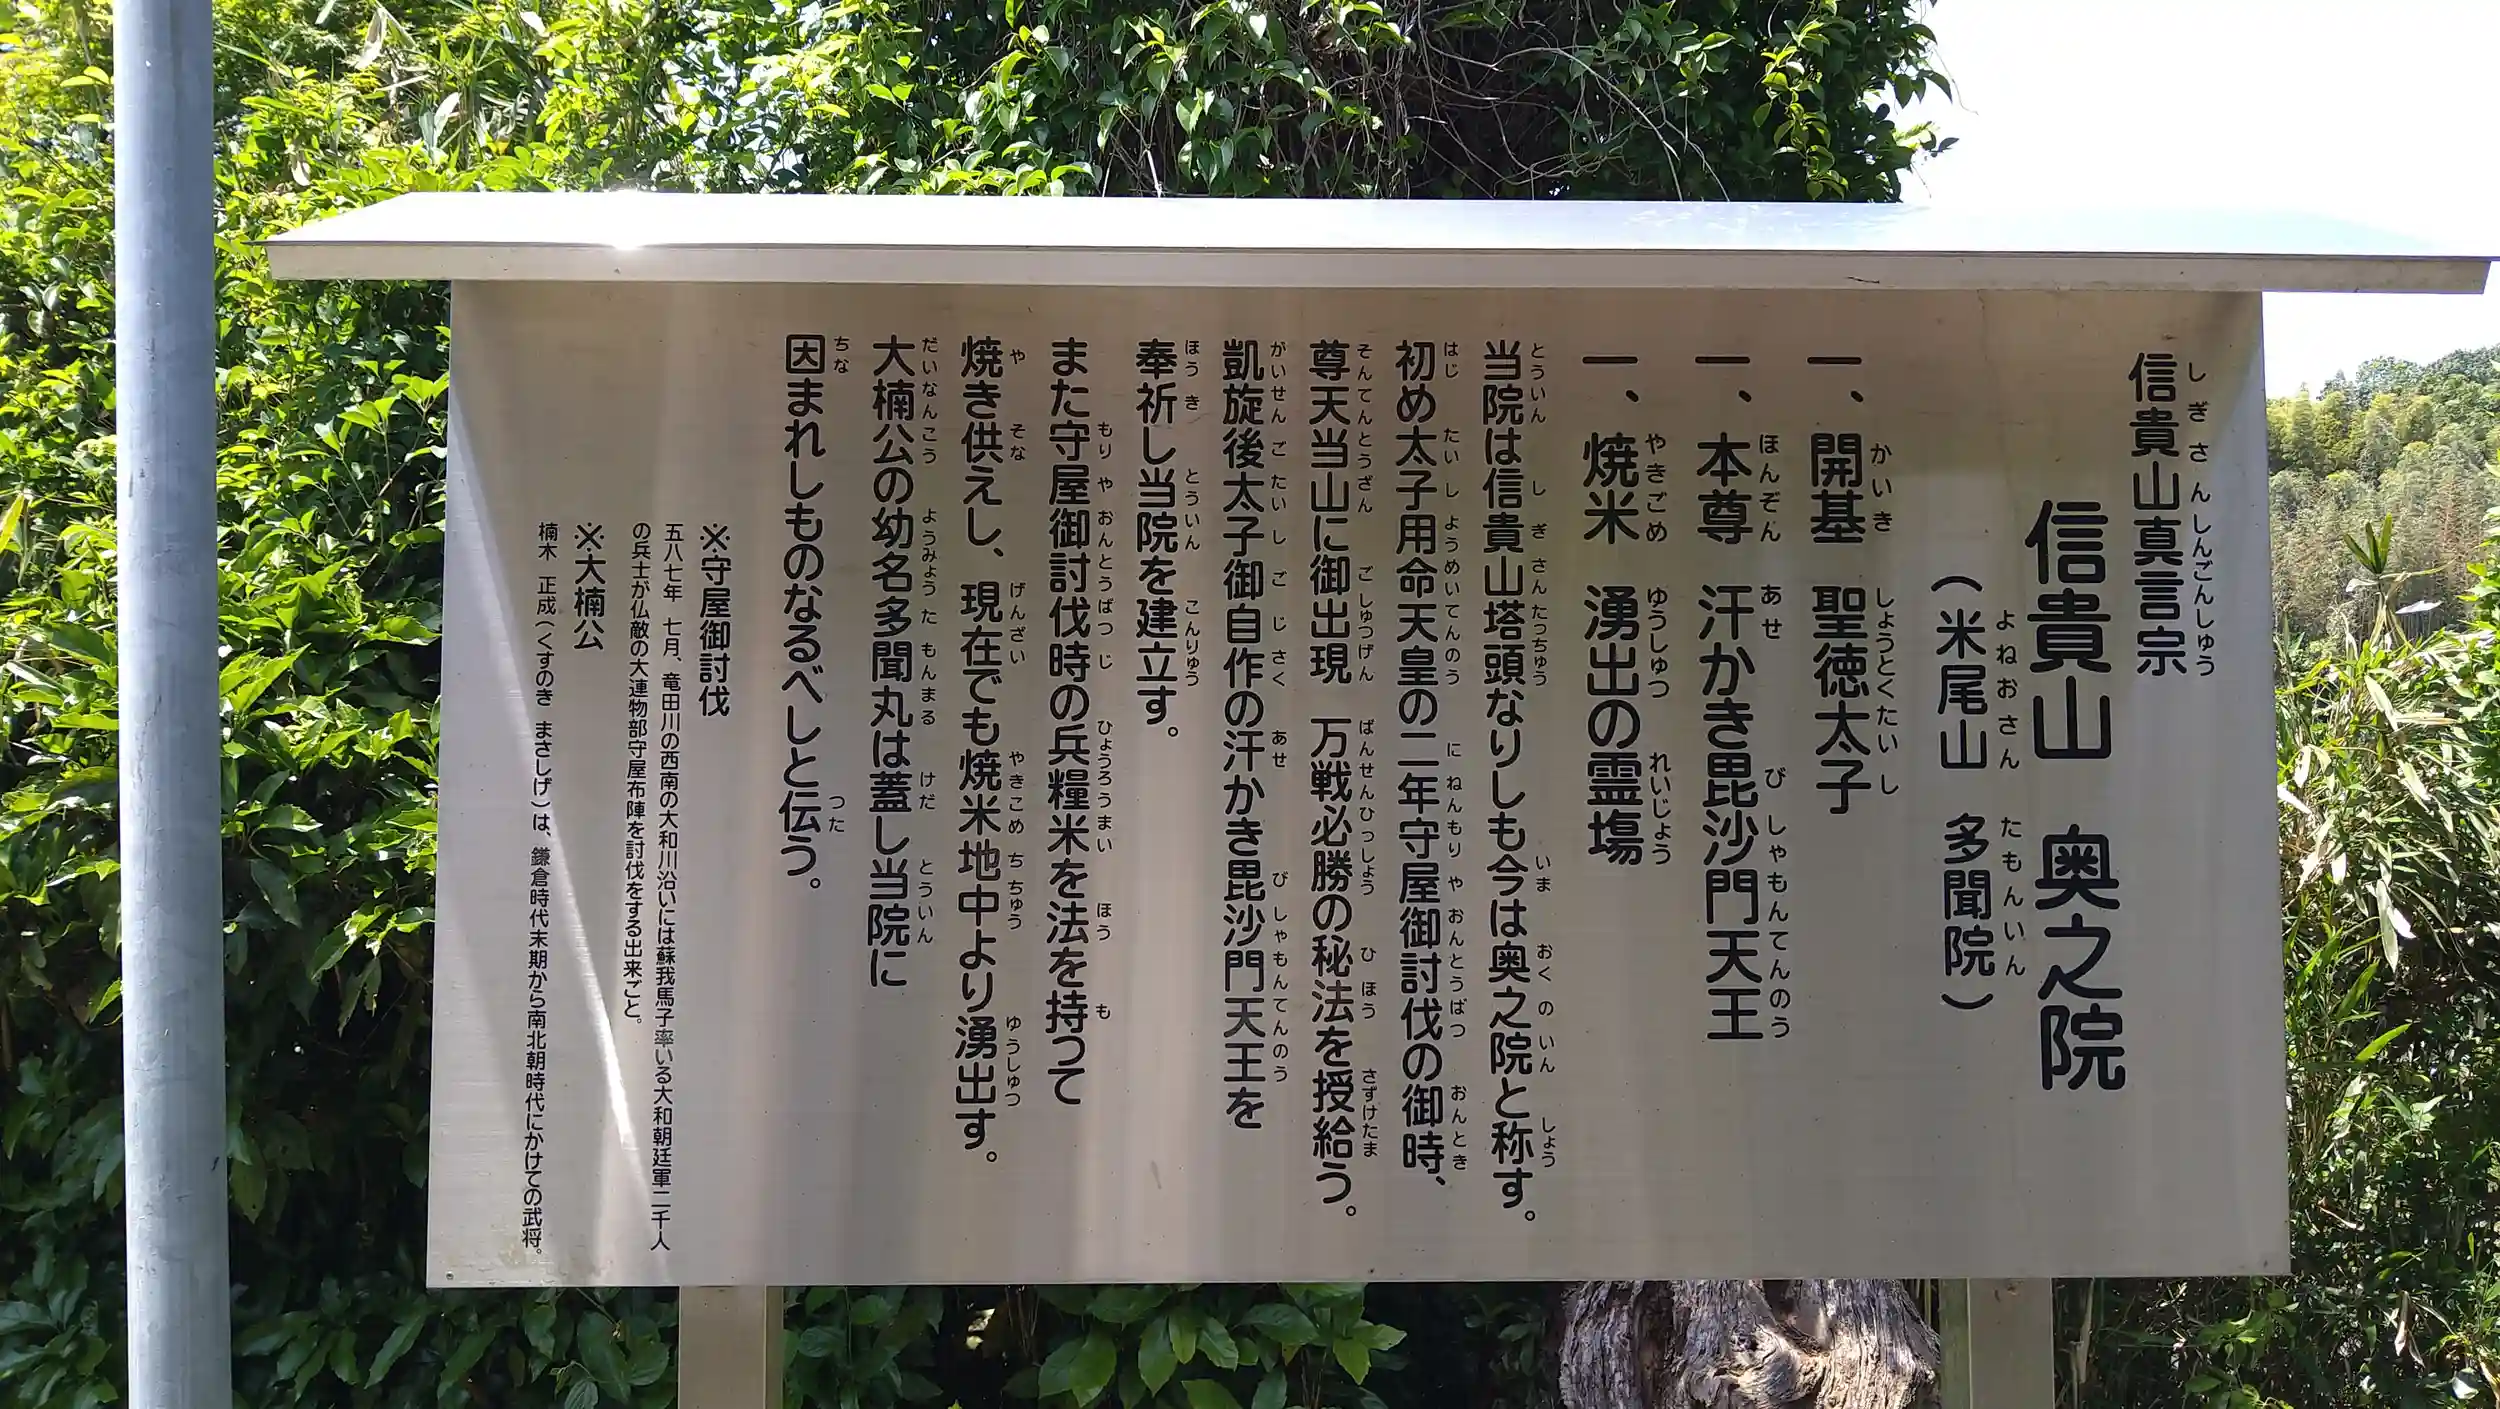 信貴山真言宗
信貴山 奥之院
(米尾山 多聞院)
一、開基 聖徳太子
一、本尊 汗かき毘沙門天王
一、焼米 湧出の霊場
当院は信貴山塔頭なりしも今は奥之院と称す。
初め太子用命天皇の二年守屋御討伐の御時、
尊天当山に御出現 万戦必勝の秘法を授給う。
凱旋後太子御自作の汗かき毘沙門天王を
奉祈し当院を建立す。
また守屋御討伐時の兵糧米を法を持つて
焼き供えし、現在でも焼米地中より湧出す。
大楠公の幼名多聞丸は蓋し当院に
因まれしものなるべしと伝う。
※守屋御討伐
五八七年 七月、竜田川の西南の大和川沿いには蘇我馬子率いる大和朝廷軍二千人
の兵士が仏敵の大連物部守屋布陣を討伐をする出来ごと。
※大楠公
楠木 正成(くすのき まさしげ)は、鎌倉時代末期から南北朝時代にかけての武将。